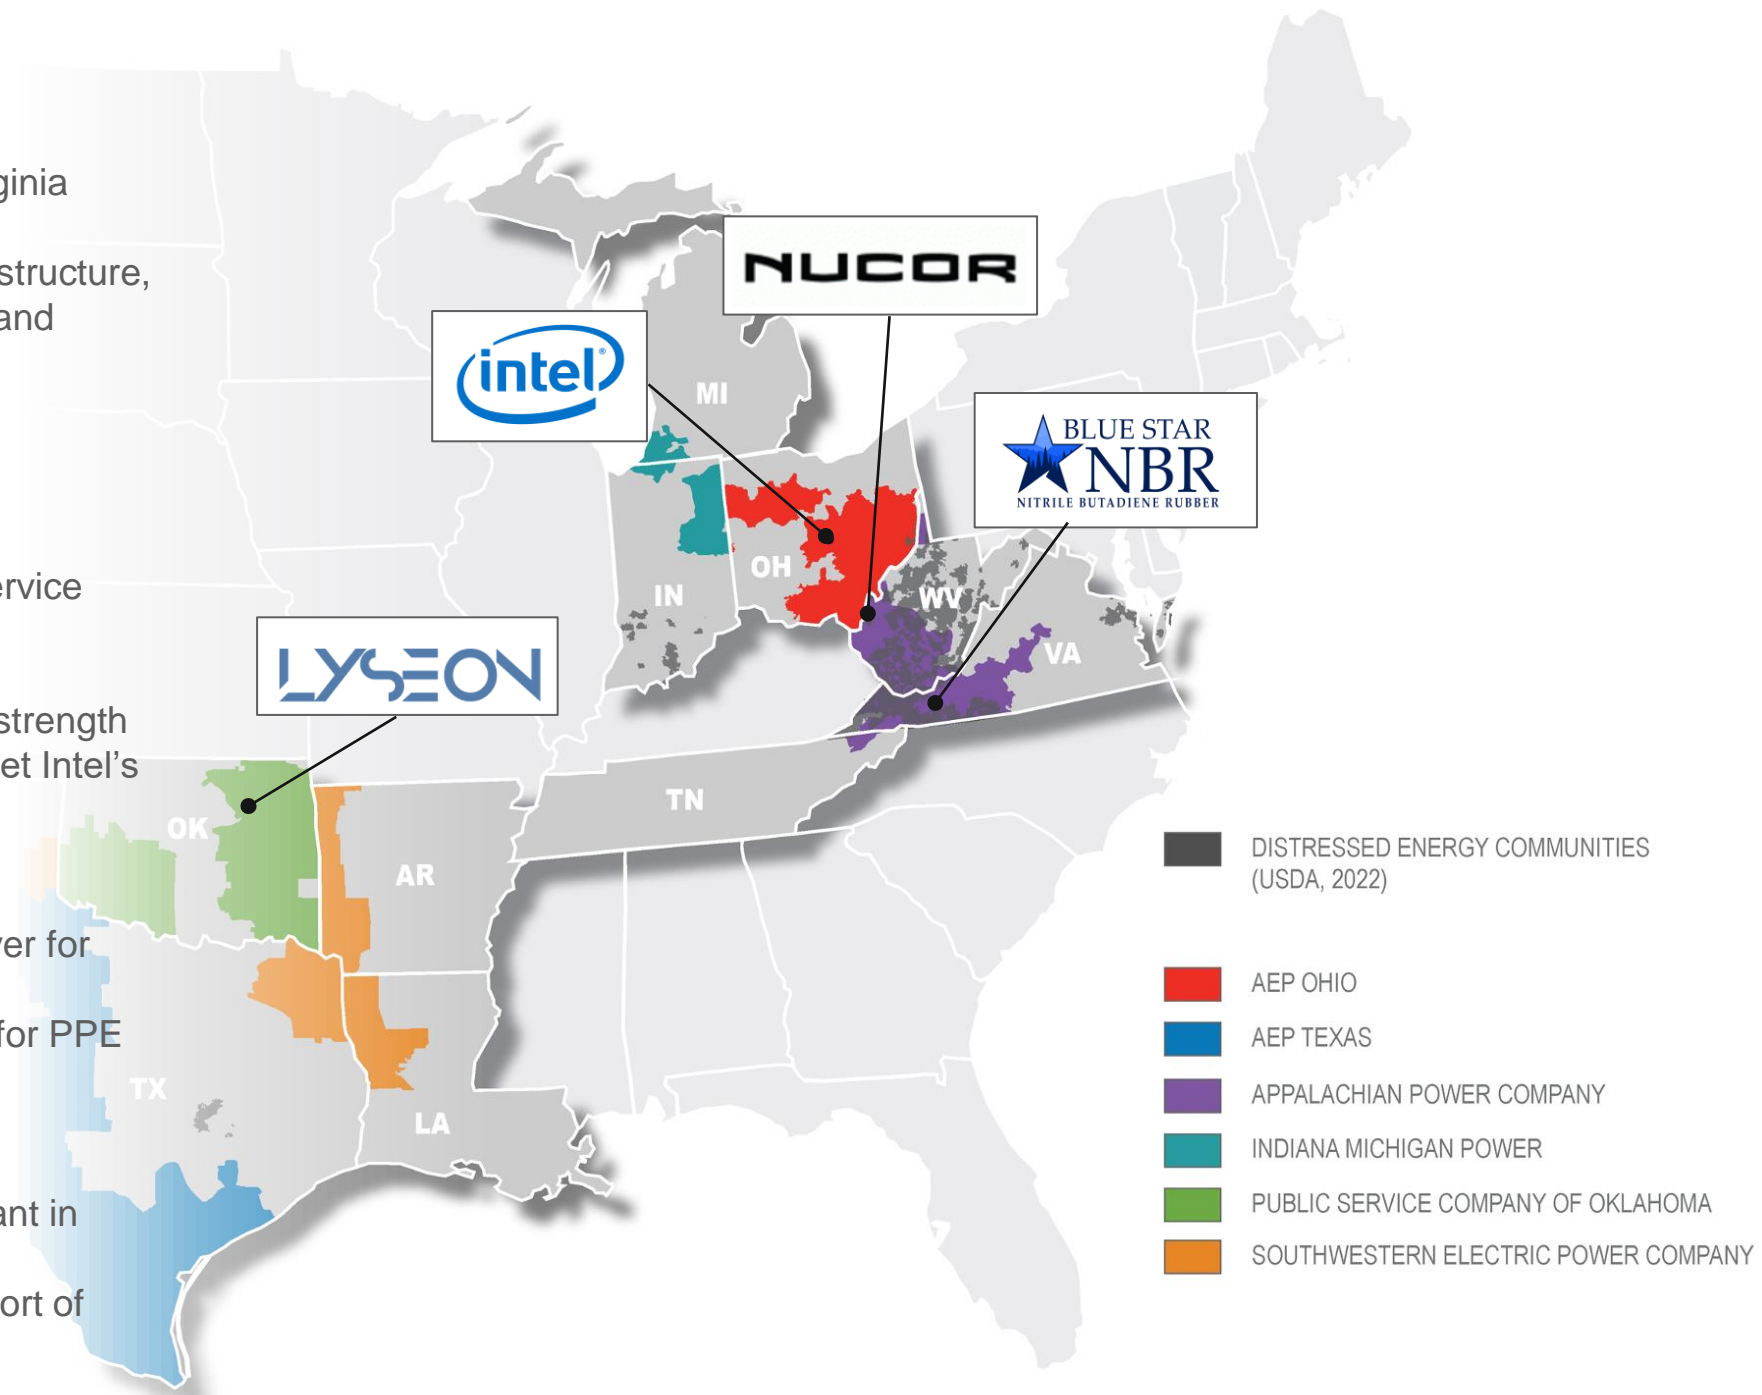 ginia
structure,
and
ervice
strength
et Intel’s
ver for
for PPE
ant in
ort of
NUCOR
intel®
BLUE STAR
NBR
NITRILE BUTADIENE RUBBER
LYSEON
MI
OH
IN
WV
VA
TN
OK
AR
TX
LA
DISTRESSED ENERGY COMMUNITIES
(USDA, 2022)
AEP OHIO
AEP TEXAS
APPALACHIAN POWER COMPANY
INDIANA MICHIGAN POWER
PUBLIC SERVICE COMPANY OF OKLAHOMA
SOUTHWESTERN ELECTRIC POWER COMPANY